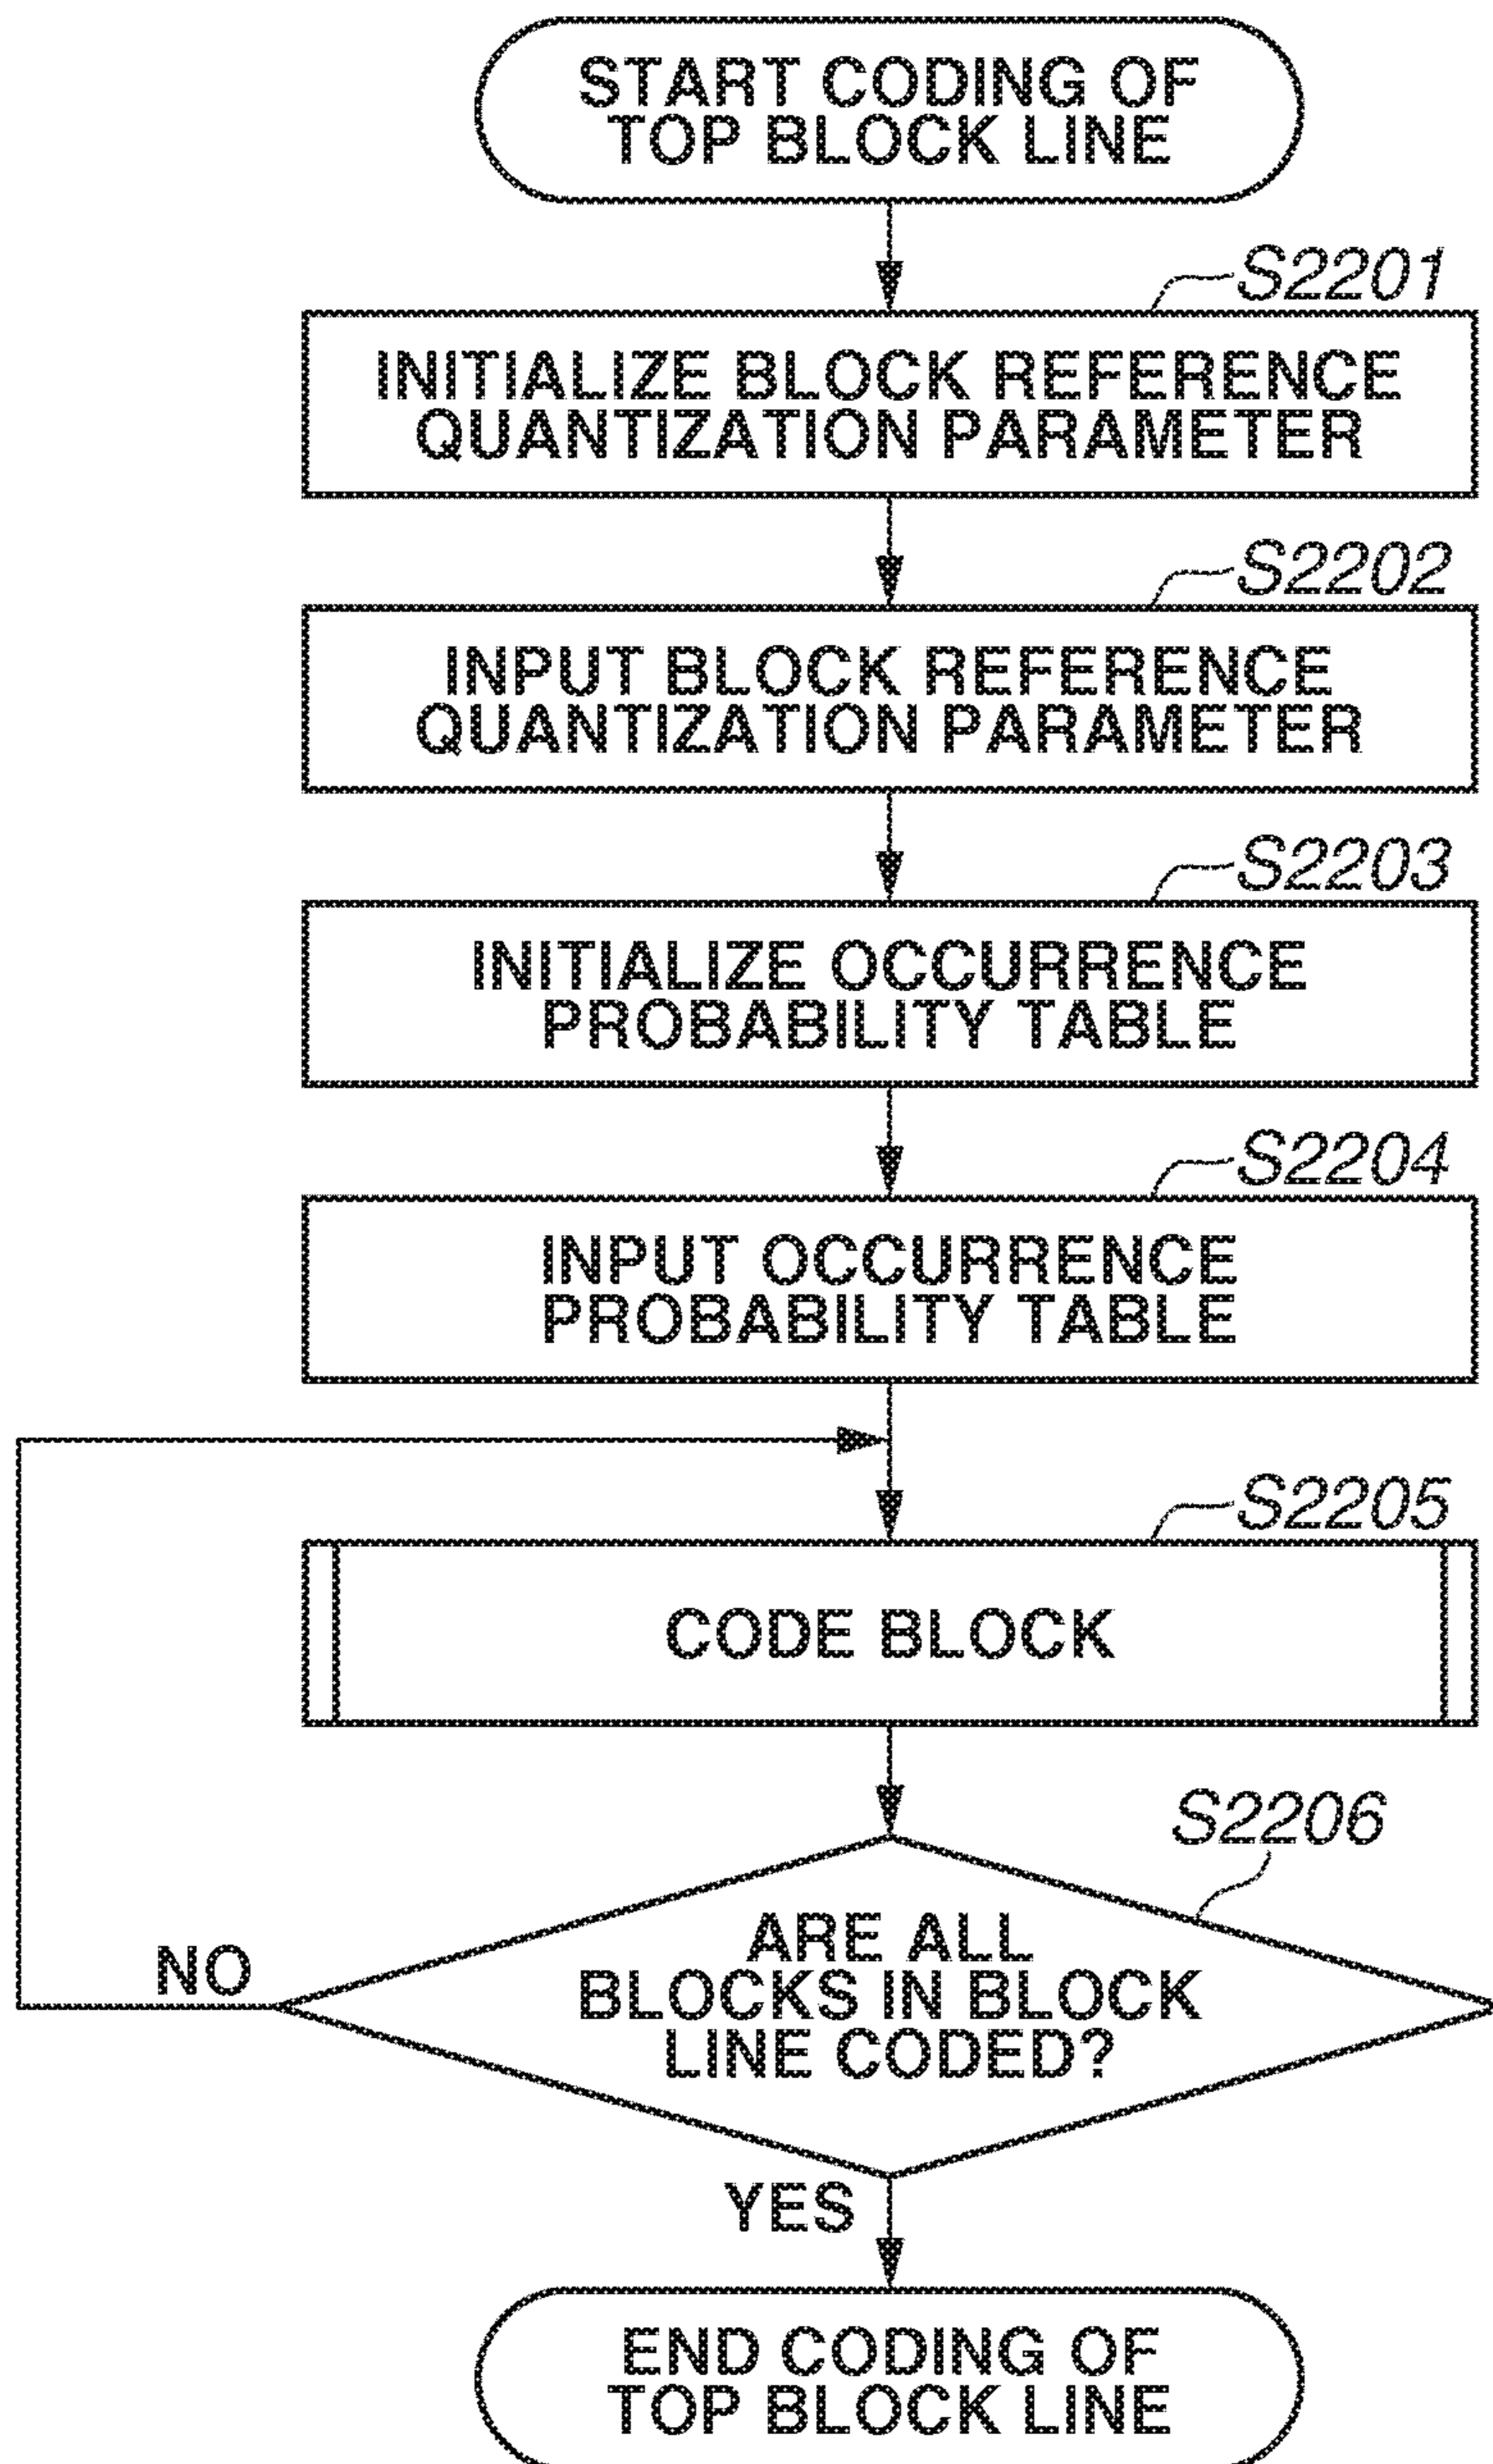 START CODING OF
TOP BLOCK LINE
S2201
INITIALIZE BLOCK REFERENCE
QUANTIZATION PARAMETER
S2202
INPUT BLOCK REFERENCE
QUANTIZATION PARAMETER
S2203
INITIALIZE OCCURRENCE
PROBABILITY TABLE
S2204
INPUT OCCURRENCE
PROBABILITY TABLE
S2205
CODE BLOCK
S2206
ARE ALL
BLOCKS IN BLOCK
LINE CODED?
NO
YES
END CODING OF
TOP BLOCK LINE